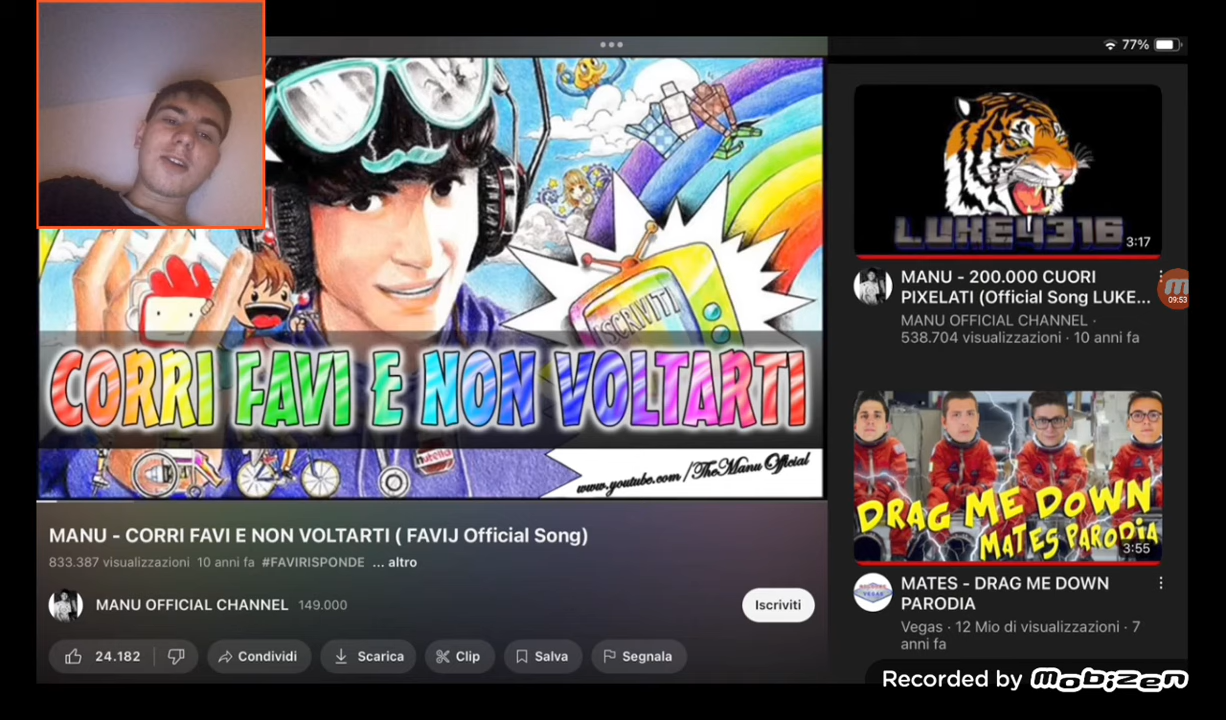 77%
ISCRIVITI
CORRI FAVI E NON VOLTARTI
nutella
www.youtube.com/TheManu Official
MANU - CORRI FAVI E NON VOLTARTI ( FAVIJ Official Song)
833.387 visualizzazioni 10 anni fa #FAVIRISPONDE ... altro
MANU OFFICIAL CHANNEL 149.000
Iscriviti
24.182 Condividi Scarica Clip Salva Segnala
LUKE4316
3:17
MANU - 200.000 CUORI
PIXELATI (Official Song LUKE...
MANU OFFICIAL CHANNEL ·
538.704 visualizzazioni · 10 anni fa
09:53
DRAG ME DOWN
MATES PARODIA
3:55
MATES - DRAG ME DOWN
PARODIA
Vegas · 12 Mio di visualizzazioni · 7
anni fa
Recorded by mobizen